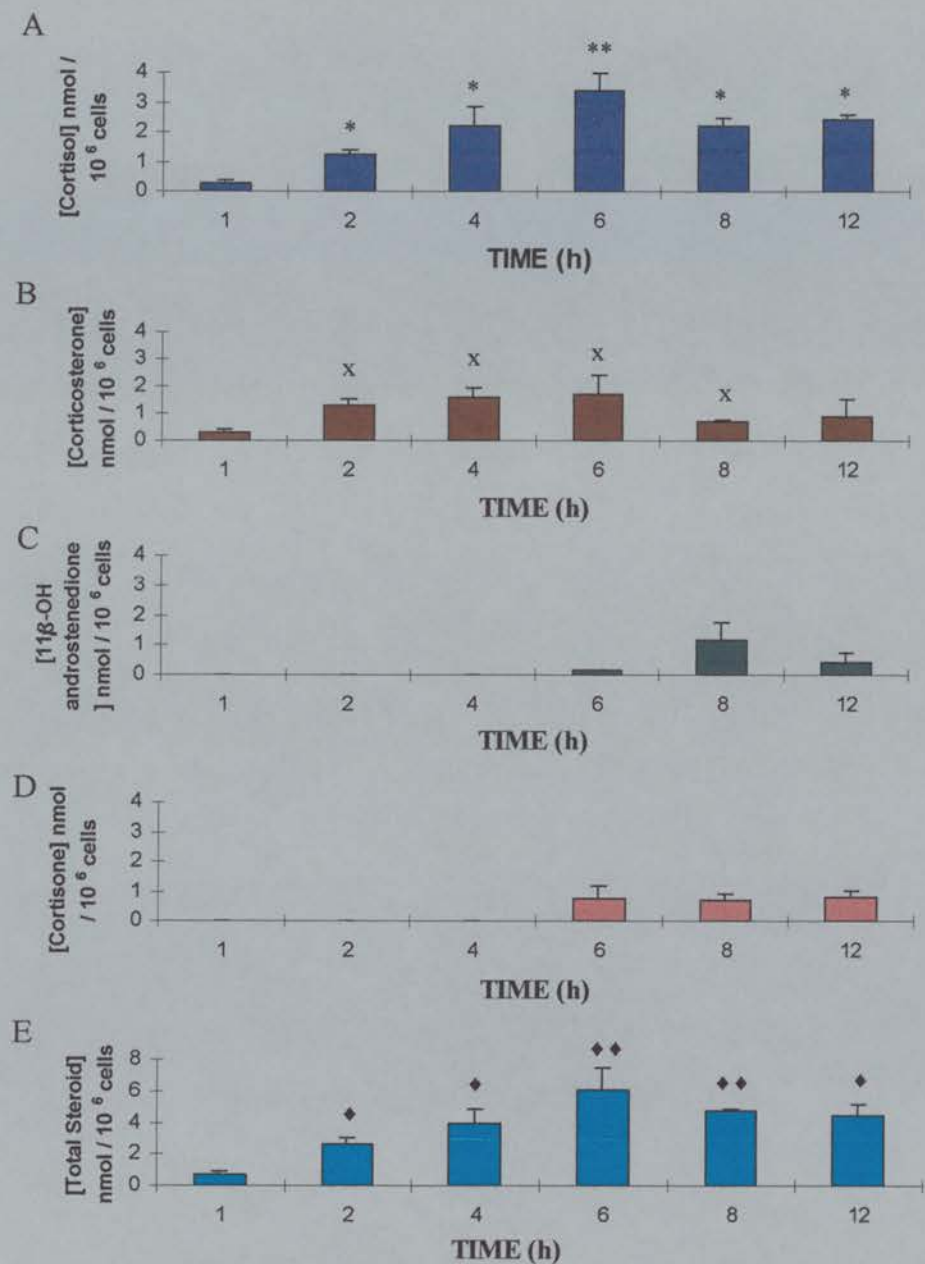 A
[Cortisol] nmol /
10 6 cells
4
3
2
1
0
* * ** * *
1 2 4 6 8 12
TIME (h)
B
[Corticosterone]
nmol / 10 6 cells
4
3
2
1
0
x x x x
1 2 4 6 8 12
TIME (h)
C
[11β-OH
androstenedione
] nmol / 10 6 cells
4
3
2
1
0
1 2 4 6 8 12
TIME (h)
D
[Cortisone] nmol
/ 10 6 cells
4
3
2
1
0
1 2 4 6 8 12
TIME (h)
E
[Total Steroid]
nmol / 10 6 cells
8
6
4
2
0
♦ ♦ ♦♦ ♦♦ ♦
1 2 4 6 8 12
TIME (h)